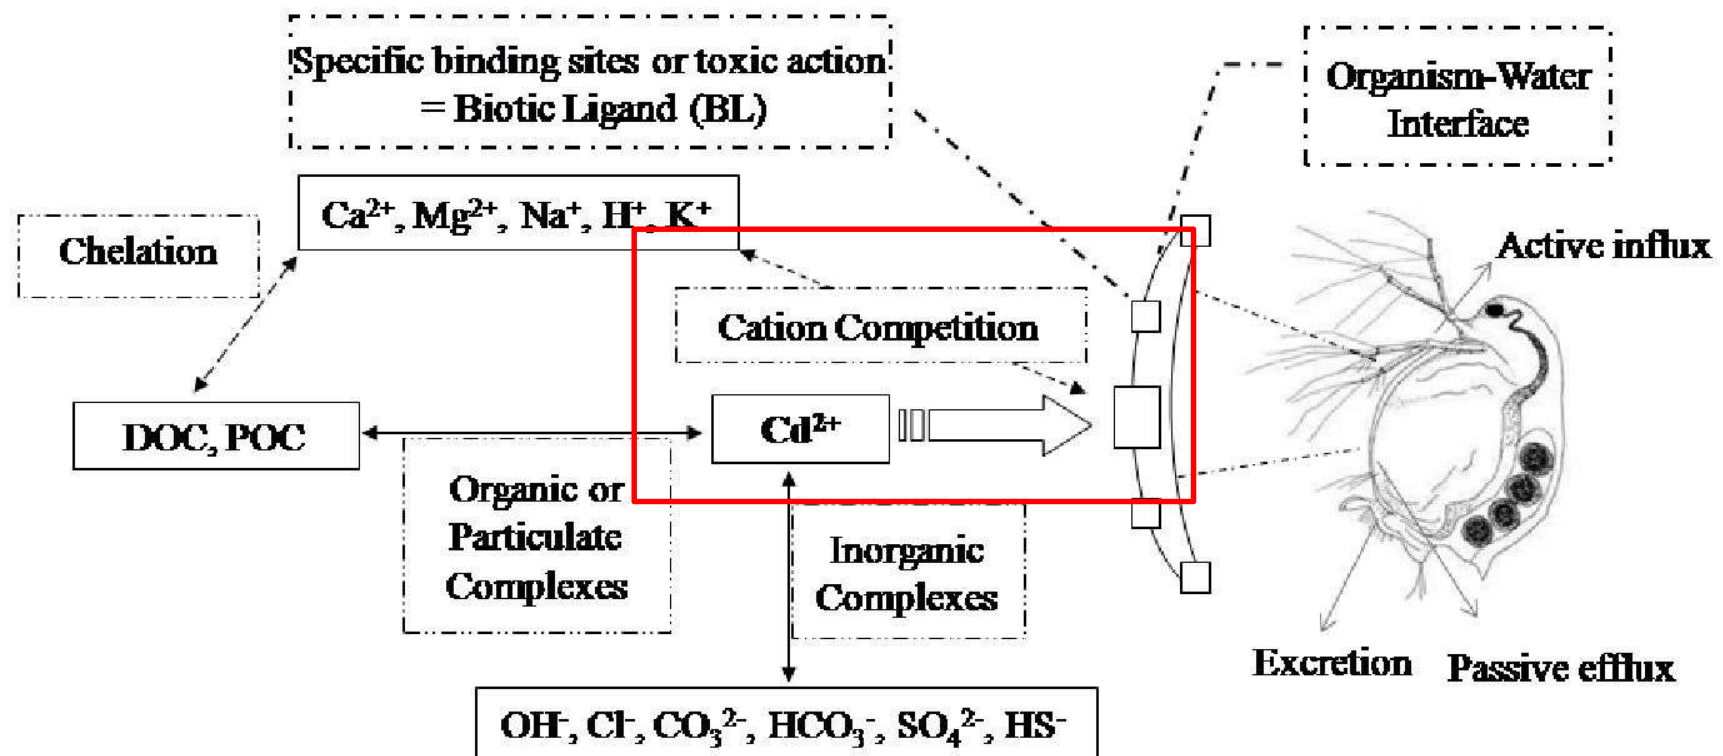 Specific binding sites or toxic action
= Biotic Ligand (BL)
Organism-Water
Interface
Ca²⁺, Mg²⁺, Na⁺, H⁺, K⁺
Chelation
Active influx
Cation Competition
DOC, POC
Cd²⁺
Organic or
Particulate
Complexes
Inorganic
Complexes
Excretion
Passive efflux
OH⁻, Cl⁻, CO₃²⁻, HCO₃⁻, SO₄²⁻, HS⁻